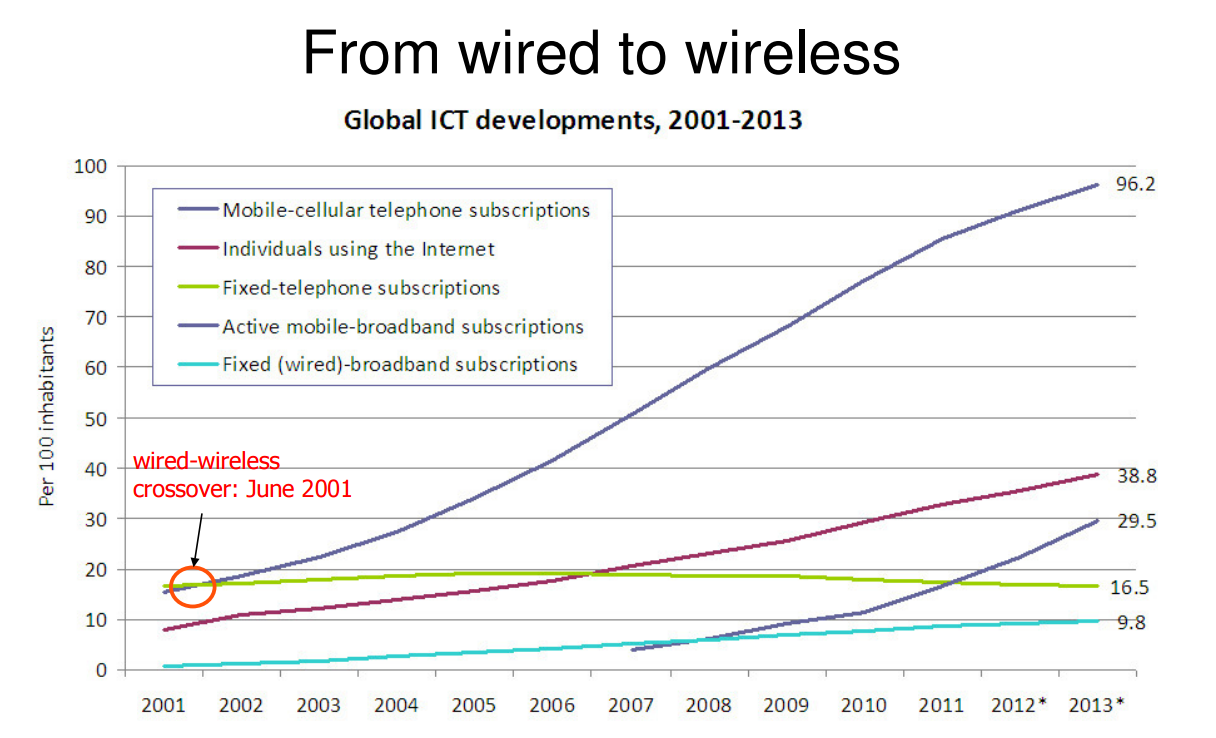 From wired to wireless
Global ICT developments, 2001-2013
Per 100 inhabitants
100
90
80
70
60
50
40
30
20
10
0
Mobile-cellular telephone subscriptions
Individuals using the Internet
Fixed-telephone subscriptions
Active mobile-broadband subscriptions
Fixed (wired)-broadband subscriptions
wired-wireless
crossover: June 2001
96.2
38.8
29.5
16.5
9.8
2001 2002 2003 2004 2005 2006 2007 2008 2009 2010 2011 2012* 2013*